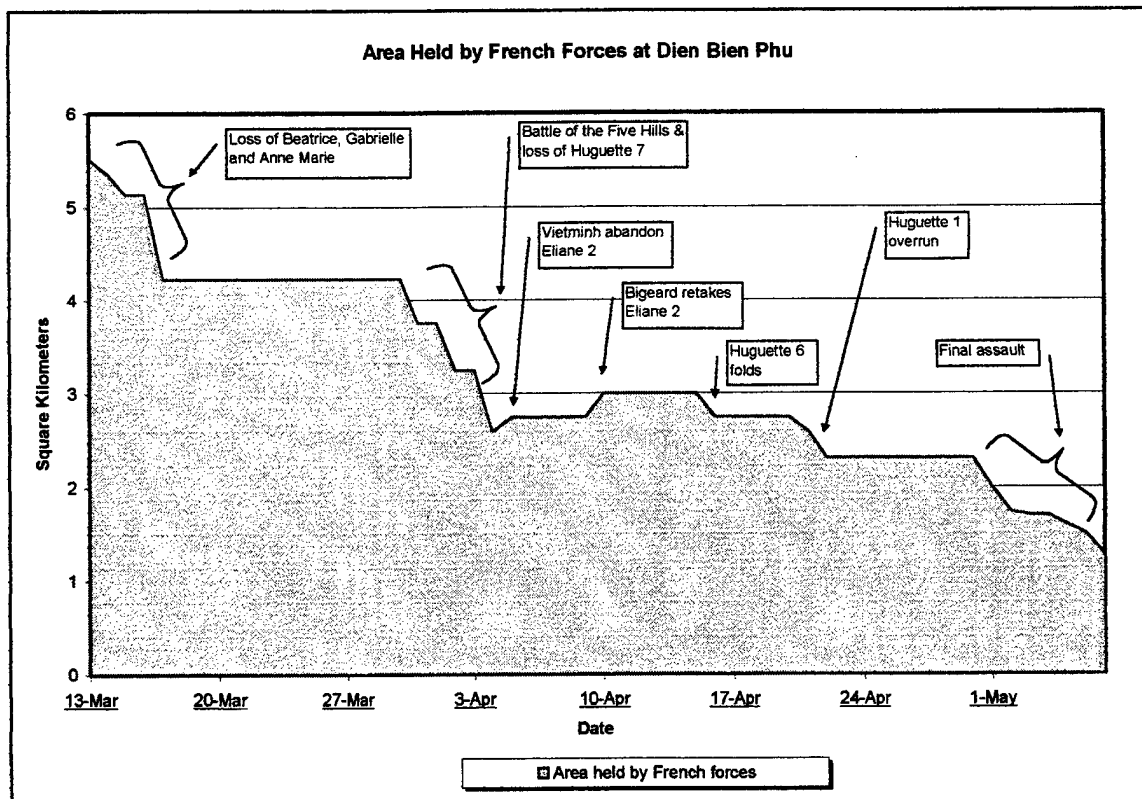 Area Held by French Forces at Dien Bien Phu
6
5
4
3
2
1
0
Square Kilometers
Loss of Beatrice, Gabrielle
and Anne Marie
Battle of the Five Hills &
loss of Huguette 7
Vietminh abandon
Eliane 2
Bigeard retakes
Eliane 2
Huguette 6
folds
Huguette 1
overrun
Final assault
13-Mar 20-Mar 27-Mar 3-Apr 10-Apr 17-Apr 24-Apr 1-May
Date
Area held by French forces